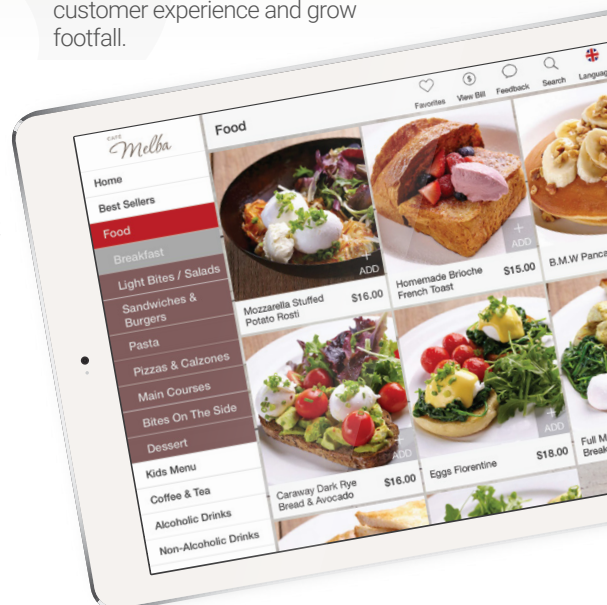 customer experience and grow
footfall.
CAFE
Melba
Home
Best Sellers
Food
Breakfast
Light Bites / Salads
Sandwiches &
Burgers
Pasta
Pizzas & Calzones
Main Courses
Bites On The Side
Dessert
Kids Menu
Coffee & Tea
Alcoholic Drinks
Non-Alcoholic Drinks
Food
Favorites
View Bill
Feedback
Search
ADD
Mozzarella Stuffed
Potato Rosti
$16.00
ADD
Homemade Brioche
French Toast
$15.00
B.M.W
ADD
Caraway Dark Rye
Bread & Avocado
$16.00
ADD
Eggs Florentine
$18.00
Full